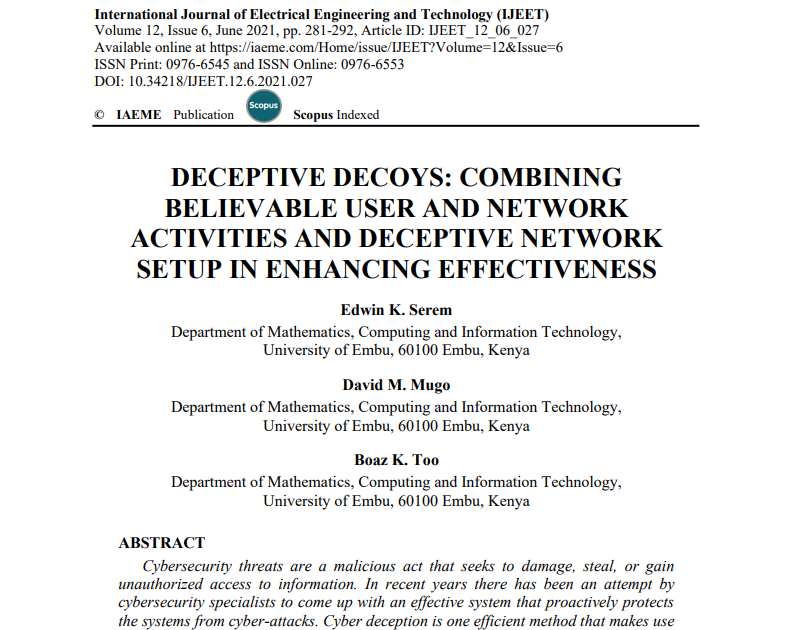 International Journal of Electrical Engineering and Technology (IJEET)
Volume 12, Issue 6, June 2021, pp. 281-292, Article ID: IJEET_12_06_027
Available online at https://iaeme.com/Home/issue/IJEET?Volume=12&Issue=6
ISSN Print: 0976-6545 and ISSN Online: 0976-6553
DOI: 10.34218/IJEET.12.6.2021.027
© IAEME Publication Scopus Scopus Indexed
DECEPTIVE DECOYS: COMBINING
BELIEVABLE USER AND NETWORK
ACTIVITIES AND DECEPTIVE NETWORK
SETUP IN ENHANCING EFFECTIVENESS
Edwin K. Serem
Department of Mathematics, Computing and Information Technology,
University of Embu, 60100 Embu, Kenya
David M. Mugo
Department of Mathematics, Computing and Information Technology,
University of Embu, 60100 Embu, Kenya
Boaz K. Too
Department of Mathematics, Computing and Information Technology,
University of Embu, 60100 Embu, Kenya
ABSTRACT
Cybersecurity threats are a malicious act that seeks to damage, steal, or gain
unauthorized access to information. In recent years there has been an attempt by
cybersecurity specialists to come up with an effective system that proactively protects
the systems from cyber-attacks. Cyber deception is one efficient method that makes use